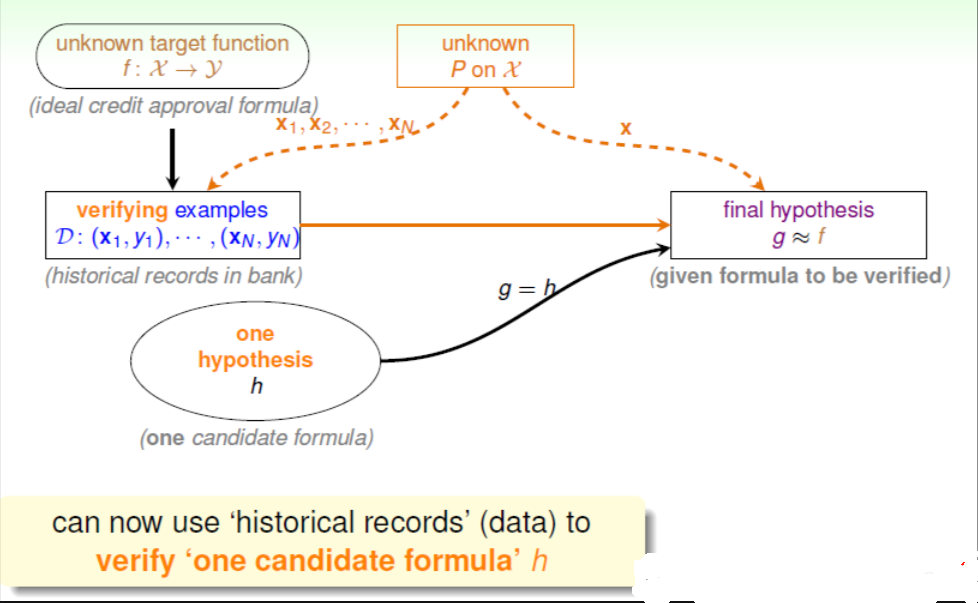 unknown target function
f: X → Y
(ideal credit approval formula)
unknown
P on X
x1, x2, ··· , xN
x
verifying examples
D: (x1, y1), ··· , (xN, yN)
(historical records in bank)
final hypothesis
g ≈ f
(given formula to be verified)
g = h
one
hypothesis
h
(one candidate formula)
can now use ‘historical records’ (data) to
verify ‘one candidate formula’ h